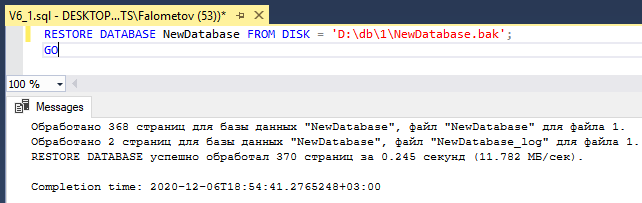 V6_1.sql - DESKTOP...TS\Falometov (53))*
RESTORE DATABASE NewDatabase FROM DISK = 'D:\db\1\NewDatabase.bak';
GO
100 %
Messages
Обработано 368 страниц для базы данных "NewDatabase", файл "NewDatabase" для файла 1.
Обработано 2 страниц для базы данных "NewDatabase", файл "NewDatabase_log" для файла 1.
RESTORE DATABASE успешно обработал 370 страниц за 0.245 секунд (11.782 МБ/сек).
Completion time: 2020-12-06T18:54:41.2765248+03:00